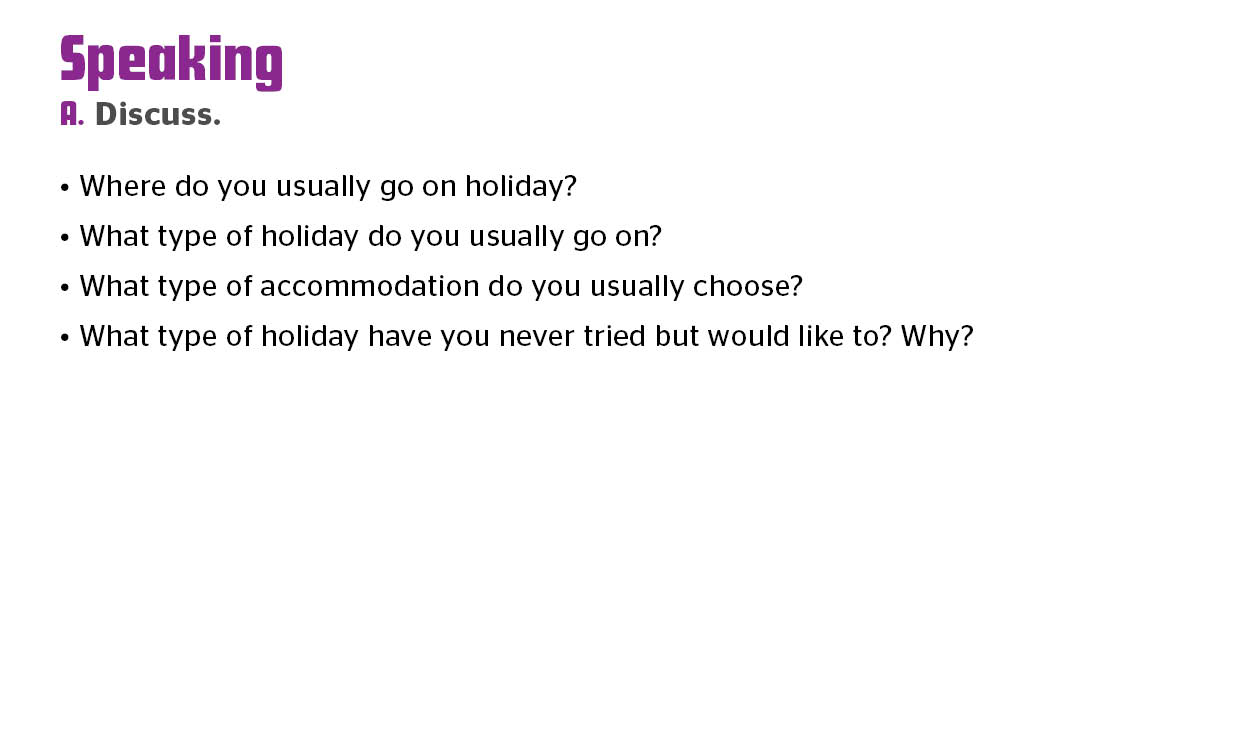 Speaking
A. Discuss.
• Where do you usually go on holiday?
• What type of holiday do you usually go on?
• What type of accommodation do you usually choose?
• What type of holiday have you never tried but would like to? Why?